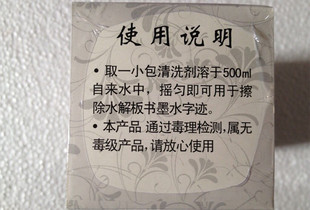 使用说明
• 取一小包清洗剂溶于500ml
自来水中，摇匀即可用于擦
除水解板书墨水字迹。
• 本产品 通过毒理检测,属无
毒级产品，请放心使用